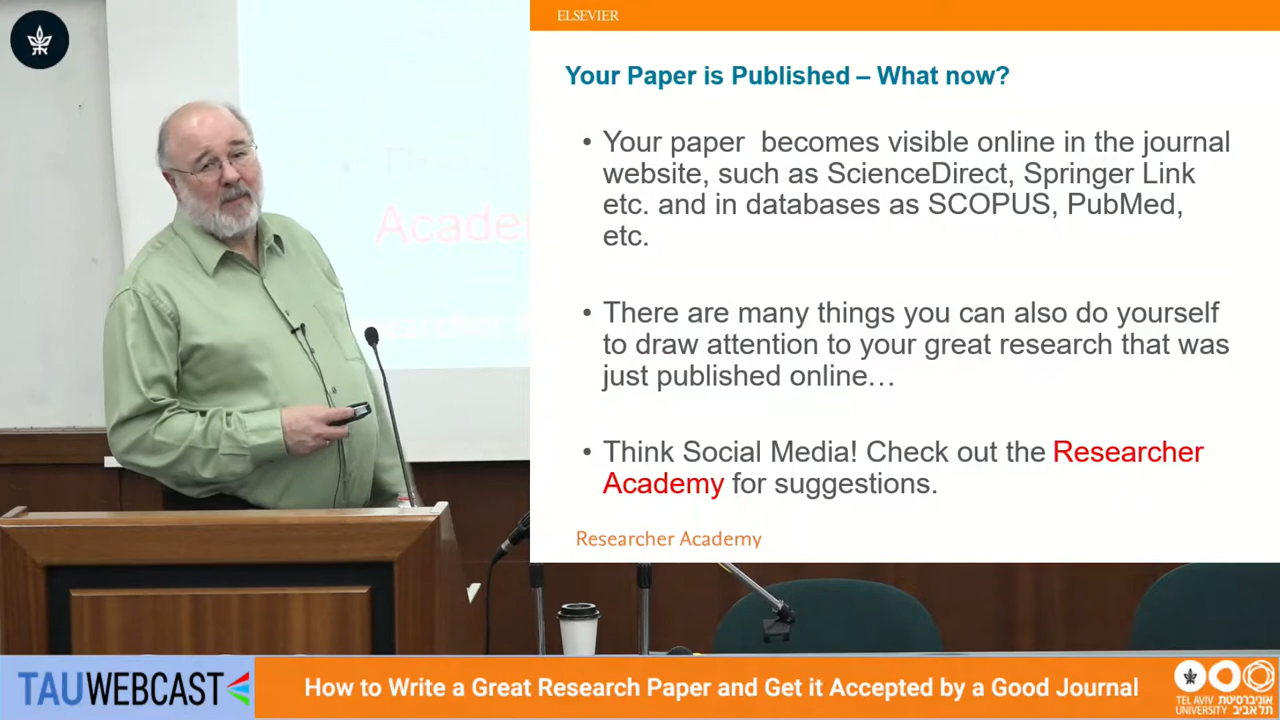 ELSEVIER
Your Paper is Published – What now?
• Your paper becomes visible online in the journal
website, such as ScienceDirect, Springer Link
etc. and in databases as SCOPUS, PubMed,
etc.
• There are many things you can also do yourself
to draw attention to your great research that was
just published online…
• Think Social Media! Check out the Researcher
Academy for suggestions.
Researcher Academy
TAUWEBCAST
How to Write a Great Research Paper and Get it Accepted by a Good Journal
TEL AVIV אוניברסיטת
UNIVERSITY תל אביב